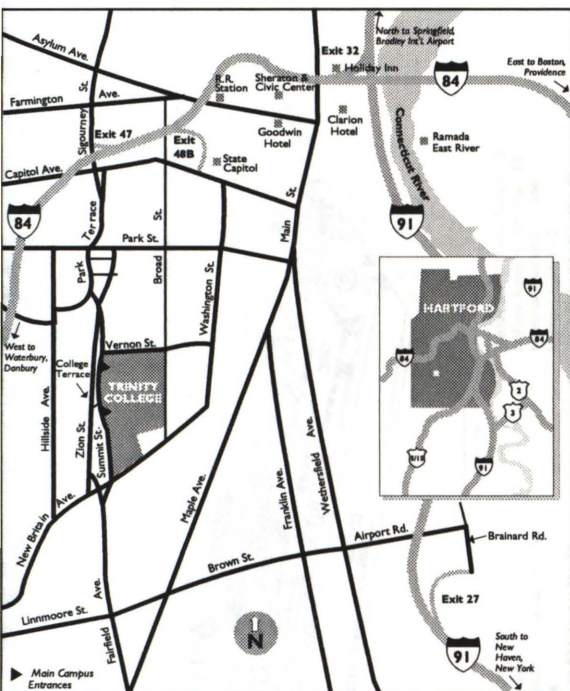 North to Springfield,
Bradley Int'l. Airport
Asylum Ave.
Exit 32
Holiday Inn
East to Boston,
Providence
84
R.R.
Station
Sheraton &
Civic Center
Farmington Ave.
Sigourney St.
Exit 47
Exit
48B
Goodwin
Hotel
Clarion
Hotel
Connecticut River
Ramada
East River
State
Capitol
Capitol Ave.
84
91
Park Terrace
Park St.
Broad St.
Washington St.
Main St.
HARTFORD
91
84
84
2
3
5/15
91
West to
Waterbury,
Danbury
Vernon St.
College
Terrace
TRINITY
COLLEGE
Hillside Ave.
Zion St.
Summit St.
New Britain Ave.
Maple Ave.
Franklin Ave.
Wethersfield Ave.
Airport Rd.
Brainard Rd.
Brown St.
Exit 27
Linnmoore St.
Fairfield Ave.
N
91
South to
New
Haven,
New York
Main Campus
Entrances